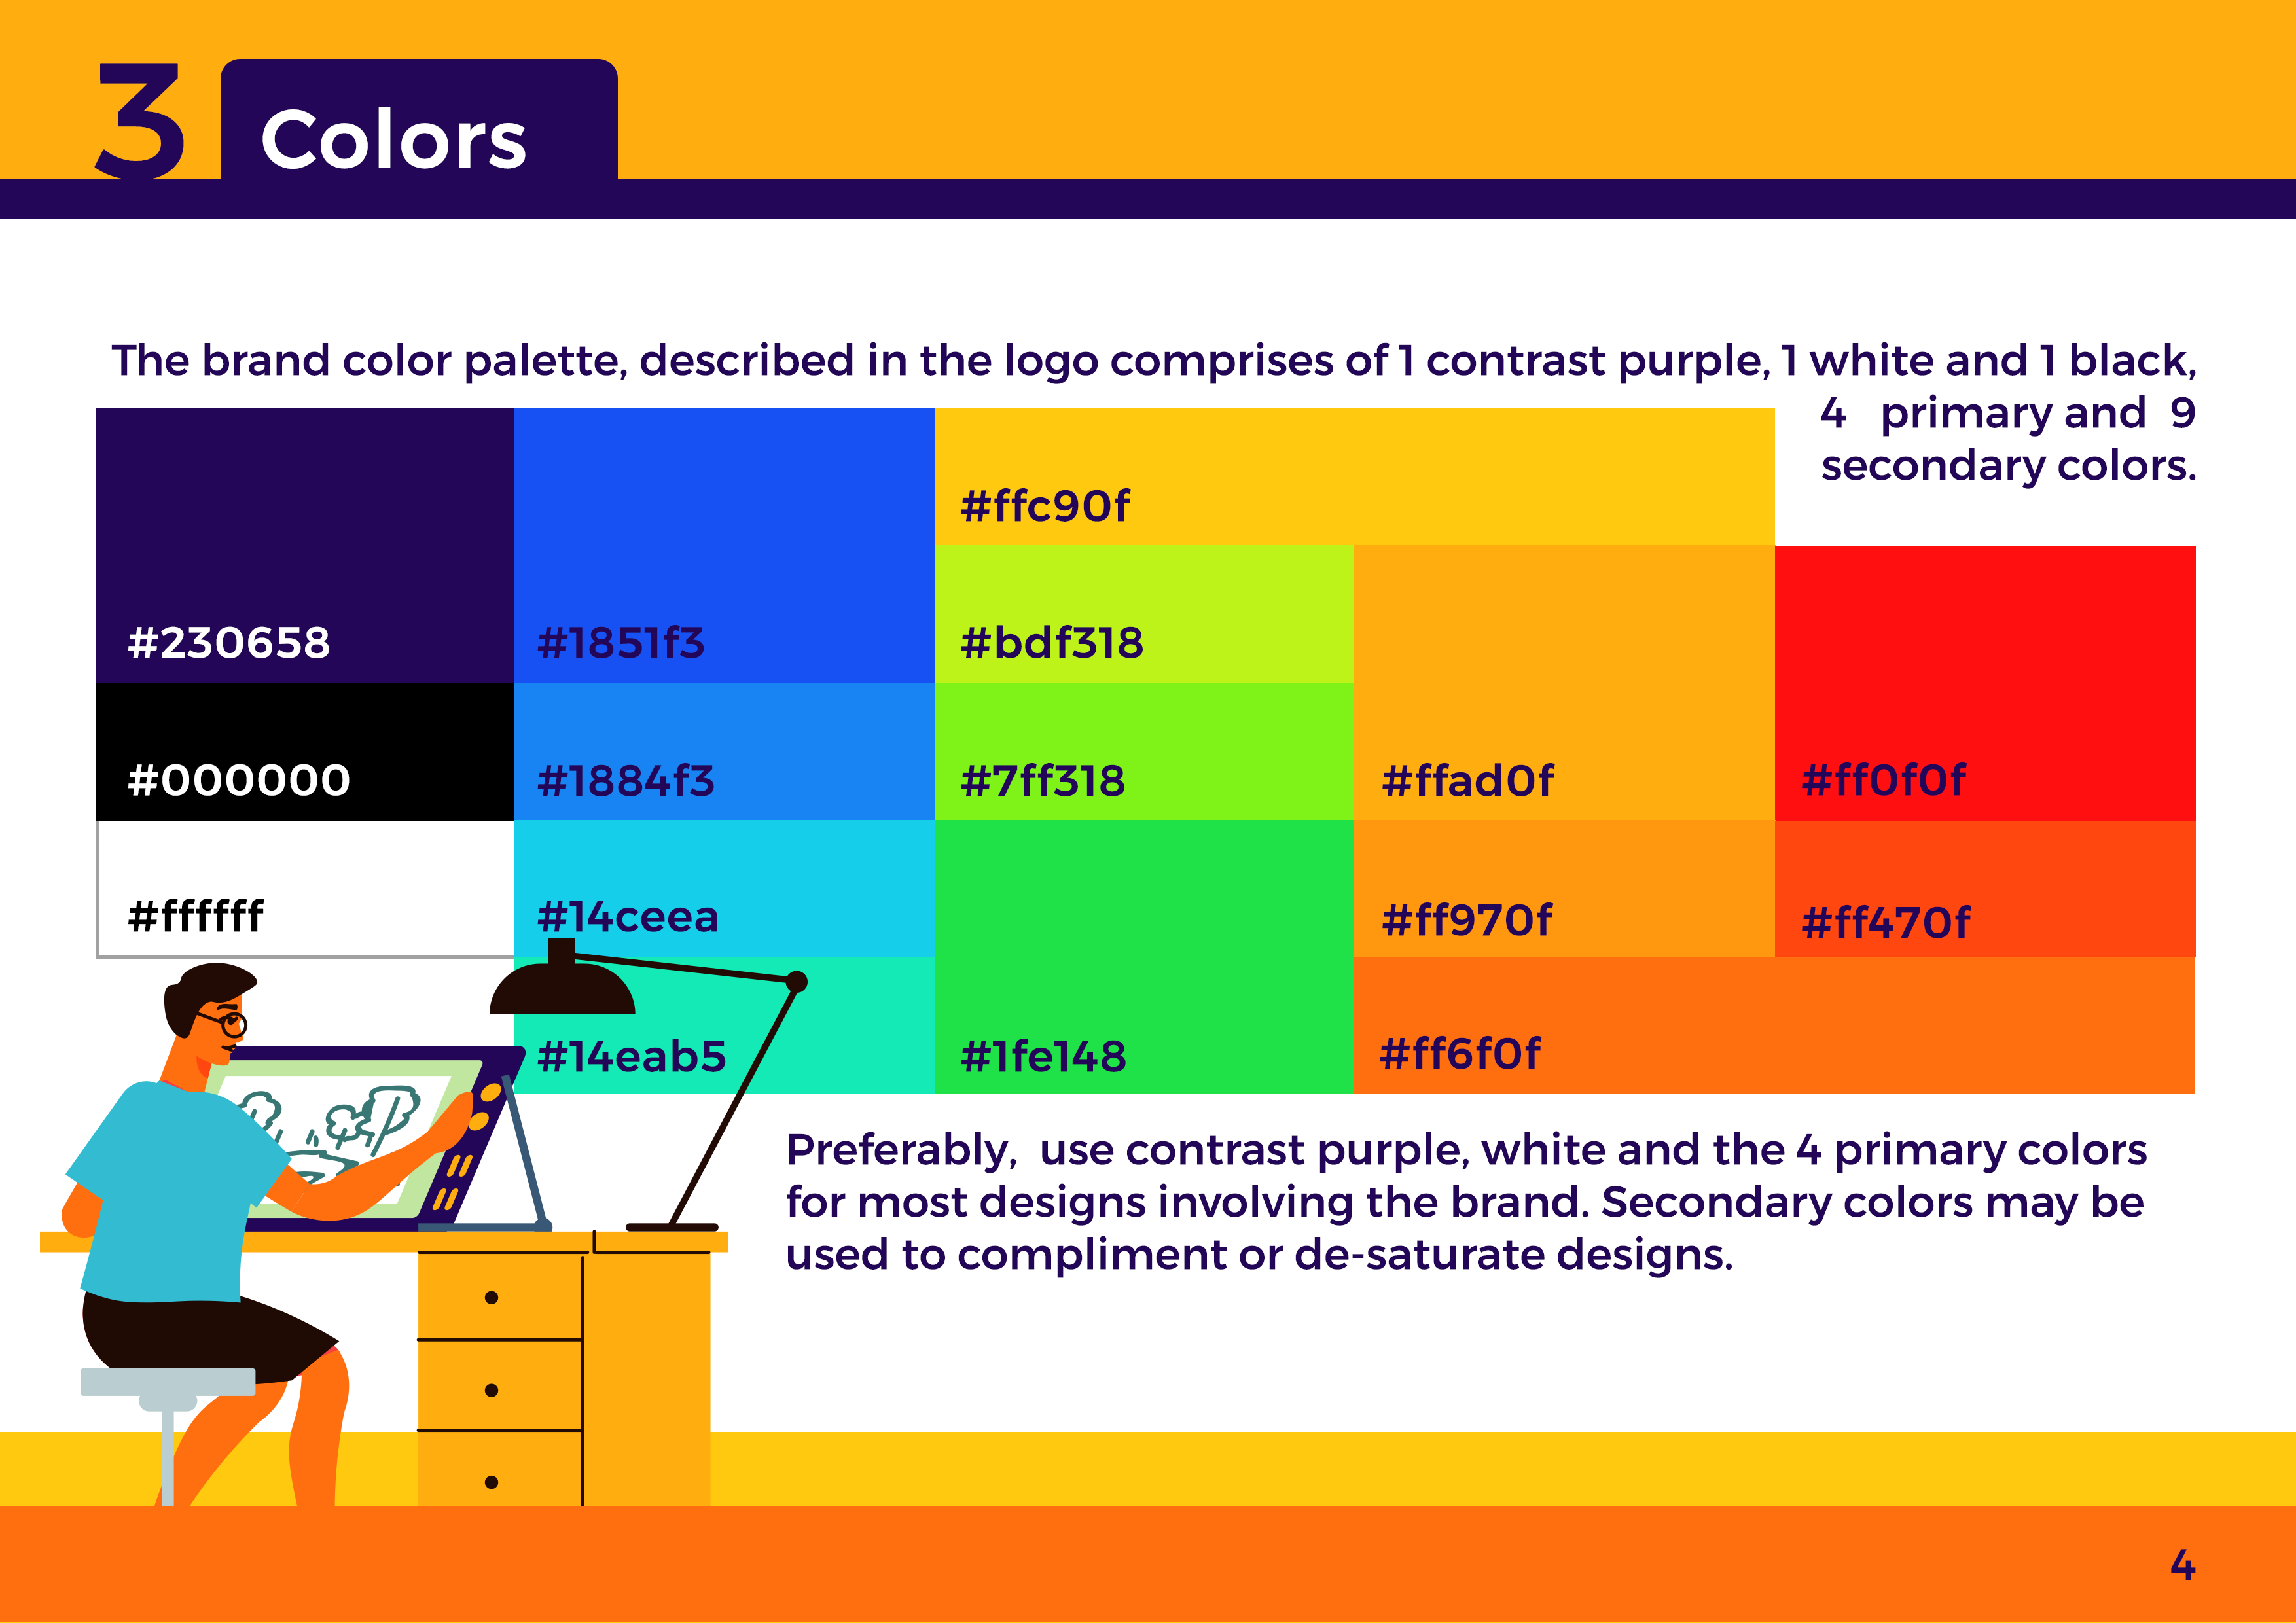 3
Colors
The brand color palette, described in the logo comprises of 1 contrast purple, 1 white and 1 black,
4 primary and 9
secondary colors.
#ffc90f
#230658
#1851f3
#bdf318
#000000
#1884f3
#7ff318
#ffad0f
#ff0f0f
#ffffff
#14ceea
#ff970f
#ff470f
#14eab5
#1fe148
#ff6f0f
Preferably, use contrast purple, white and the 4 primary colors
for most designs involving the brand. Secondary colors may be
used to compliment or de-saturate designs.
4